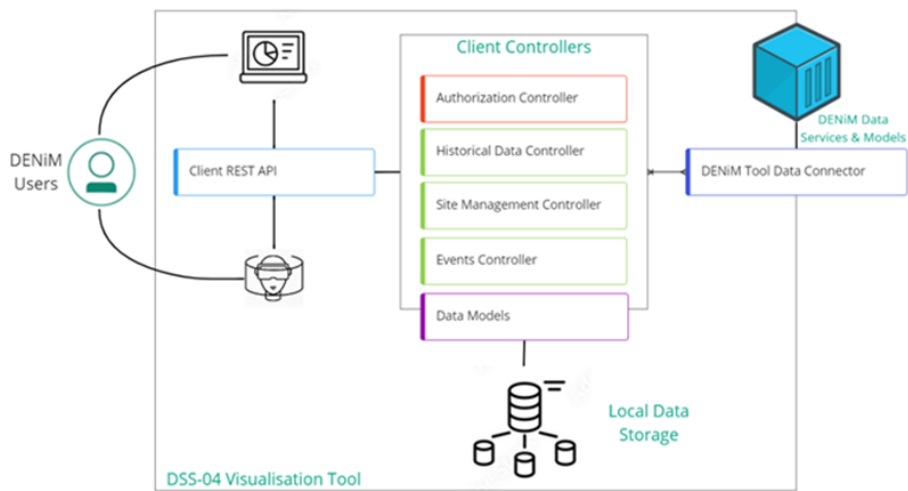 Client Controllers
Authorization Controller
Historical Data Controller
Site Management Controller
Events Controller
Data Models
DENiM
Users
Client REST API
DENiM Data
Services & Models
DENiM Tool Data Connector
Local Data
Storage
DSS-04 Visualisation Tool